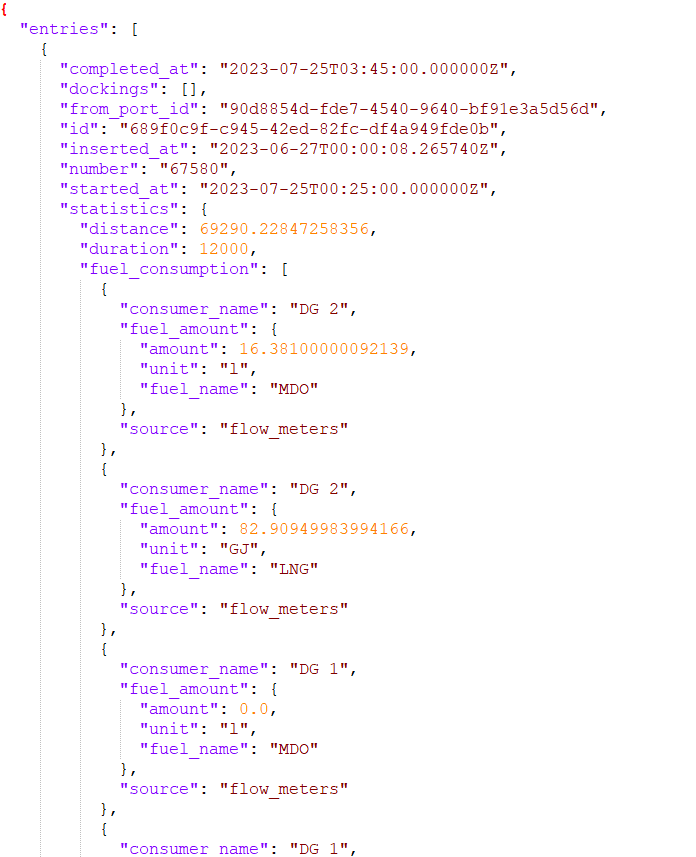 {
"entries": [
{
"completed_at": "2023-07-25T03:45:00.000000Z",
"dockings": [],
"from_port_id": "90d8854d-fde7-4540-9640-bf91e3a5d56d",
"id": "689f0c9f-c945-42ed-82fc-df4a949fde0b",
"inserted_at": "2023-06-27T00:00:08.265740Z",
"number": "67580",
"started_at": "2023-07-25T00:25:00.000000Z",
"statistics": {
"distance": 69290.22847258356,
"duration": 12000,
"fuel_consumption": [
{
"consumer_name": "DG 2",
"fuel_amount": {
"amount": 16.38100000092139,
"unit": "l",
"fuel_name": "MDO"
},
"source": "flow_meters"
},
{
"consumer_name": "DG 2",
"fuel_amount": {
"amount": 82.90949983994166,
"unit": "GJ",
"fuel_name": "LNG"
},
"source": "flow_meters"
},
{
"consumer_name": "DG 1",
"fuel_amount": {
"amount": 0.0,
"unit": "l",
"fuel_name": "MDO"
},
"source": "flow_meters"
},
{
"consumer_name": "DG 1",